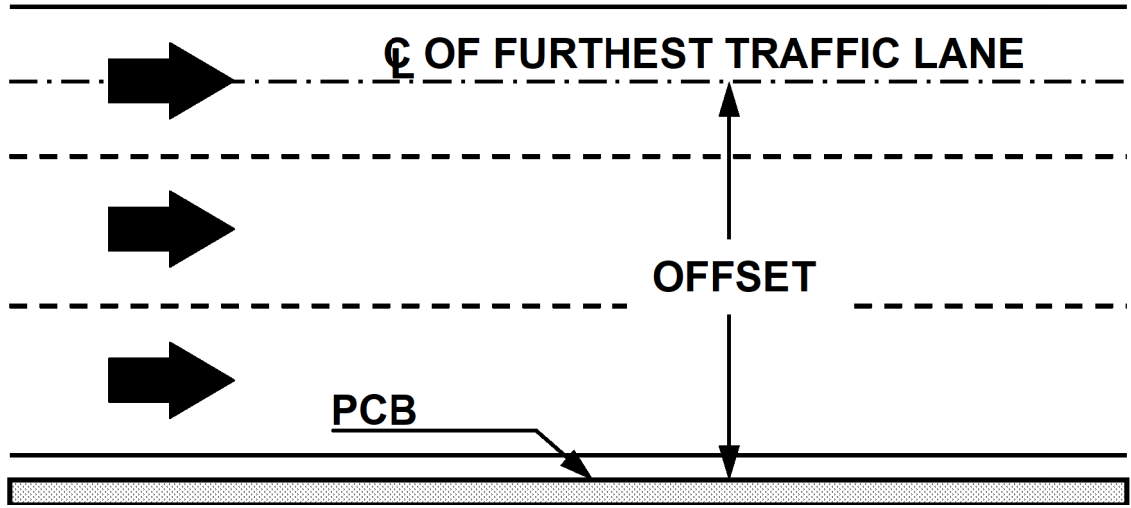 ℄ OF FURTHEST TRAFFIC LANE
OFFSET
PCB